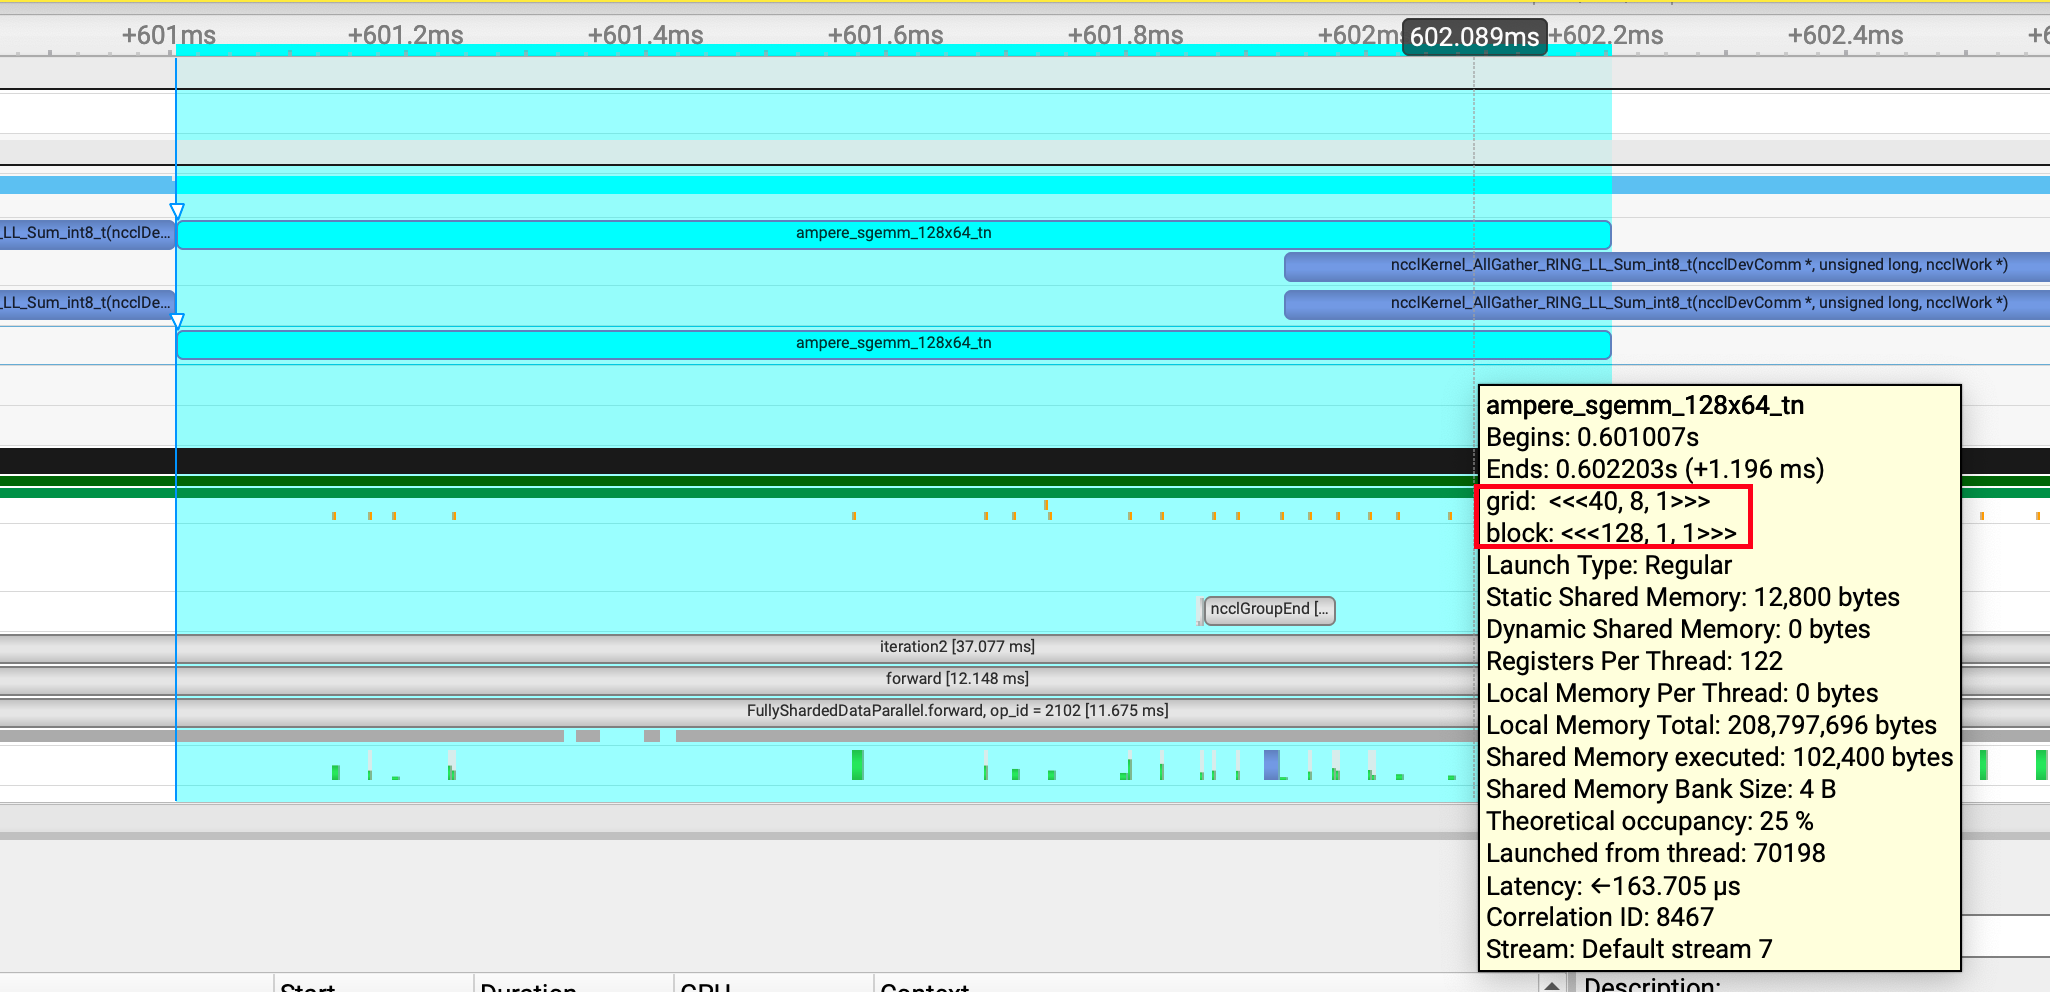 +601ms +601.2ms +601.4ms +601.6ms +601.8ms +602m 602.089ms +602.2ms +602.4ms
_LL_Sum_int8_t(ncclDe... ampere_sgemm_128x64_tn
ncclKernel_AllGather_RING_LL_Sum_int8_t(ncclDevComm *, unsigned long, ncclWork *)
_LL_Sum_int8_t(ncclDe... ncclKernel_AllGather_RING_LL_Sum_int8_t(ncclDevComm *, unsigned long, ncclWork *)
ampere_sgemm_128x64_tn
ampere_sgemm_128x64_tn
Begins: 0.601007s
Ends: 0.602203s (+1.196 ms)
grid: <<<40, 8, 1>>>
block: <<<128, 1, 1>>>
Launch Type: Regular
Static Shared Memory: 12,800 bytes
Dynamic Shared Memory: 0 bytes
Registers Per Thread: 122
Local Memory Per Thread: 0 bytes
Local Memory Total: 208,797,696 bytes
Shared Memory executed: 102,400 bytes
Shared Memory Bank Size: 4 B
Theoretical occupancy: 25 %
Launched from thread: 70198
Latency: ←163.705 μs
Correlation ID: 8467
Stream: Default stream 7
ncclGroupEnd [...
iteration2 [37.077 ms]
forward [12.148 ms]
FullyShardedDataParallel.forward, op_id = 2102 [11.675 ms]
Start Duration GPU Context Description: